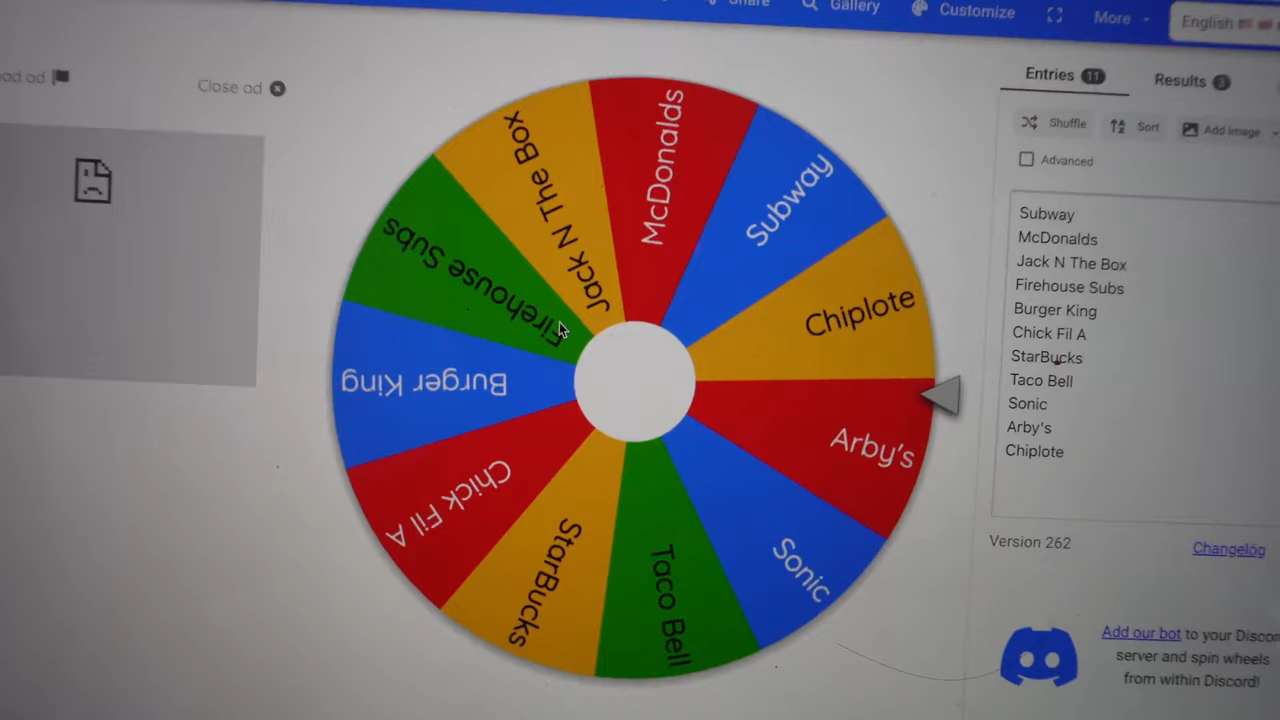 Share
Gallery
Customize
More
English
ad
Close ad
Entries 11
Results
Shuffle
Sort
Add image
Advanced
Subway
McDonalds
Jack N The Box
Firehouse Subs
Burger King
Chick Fil A
StarBucks
Taco Bell
Sonic
Arby's
Chiplote
McDonalds
Subway
Chiplote
Arby's
Sonic
Taco Bell
StarBucks
Chick Fil A
Burger King
Firehouse Subs
Jack N The Box
Version 262
Changelog
Add our bot to your Discor
server and spin wheels
from within Discord!